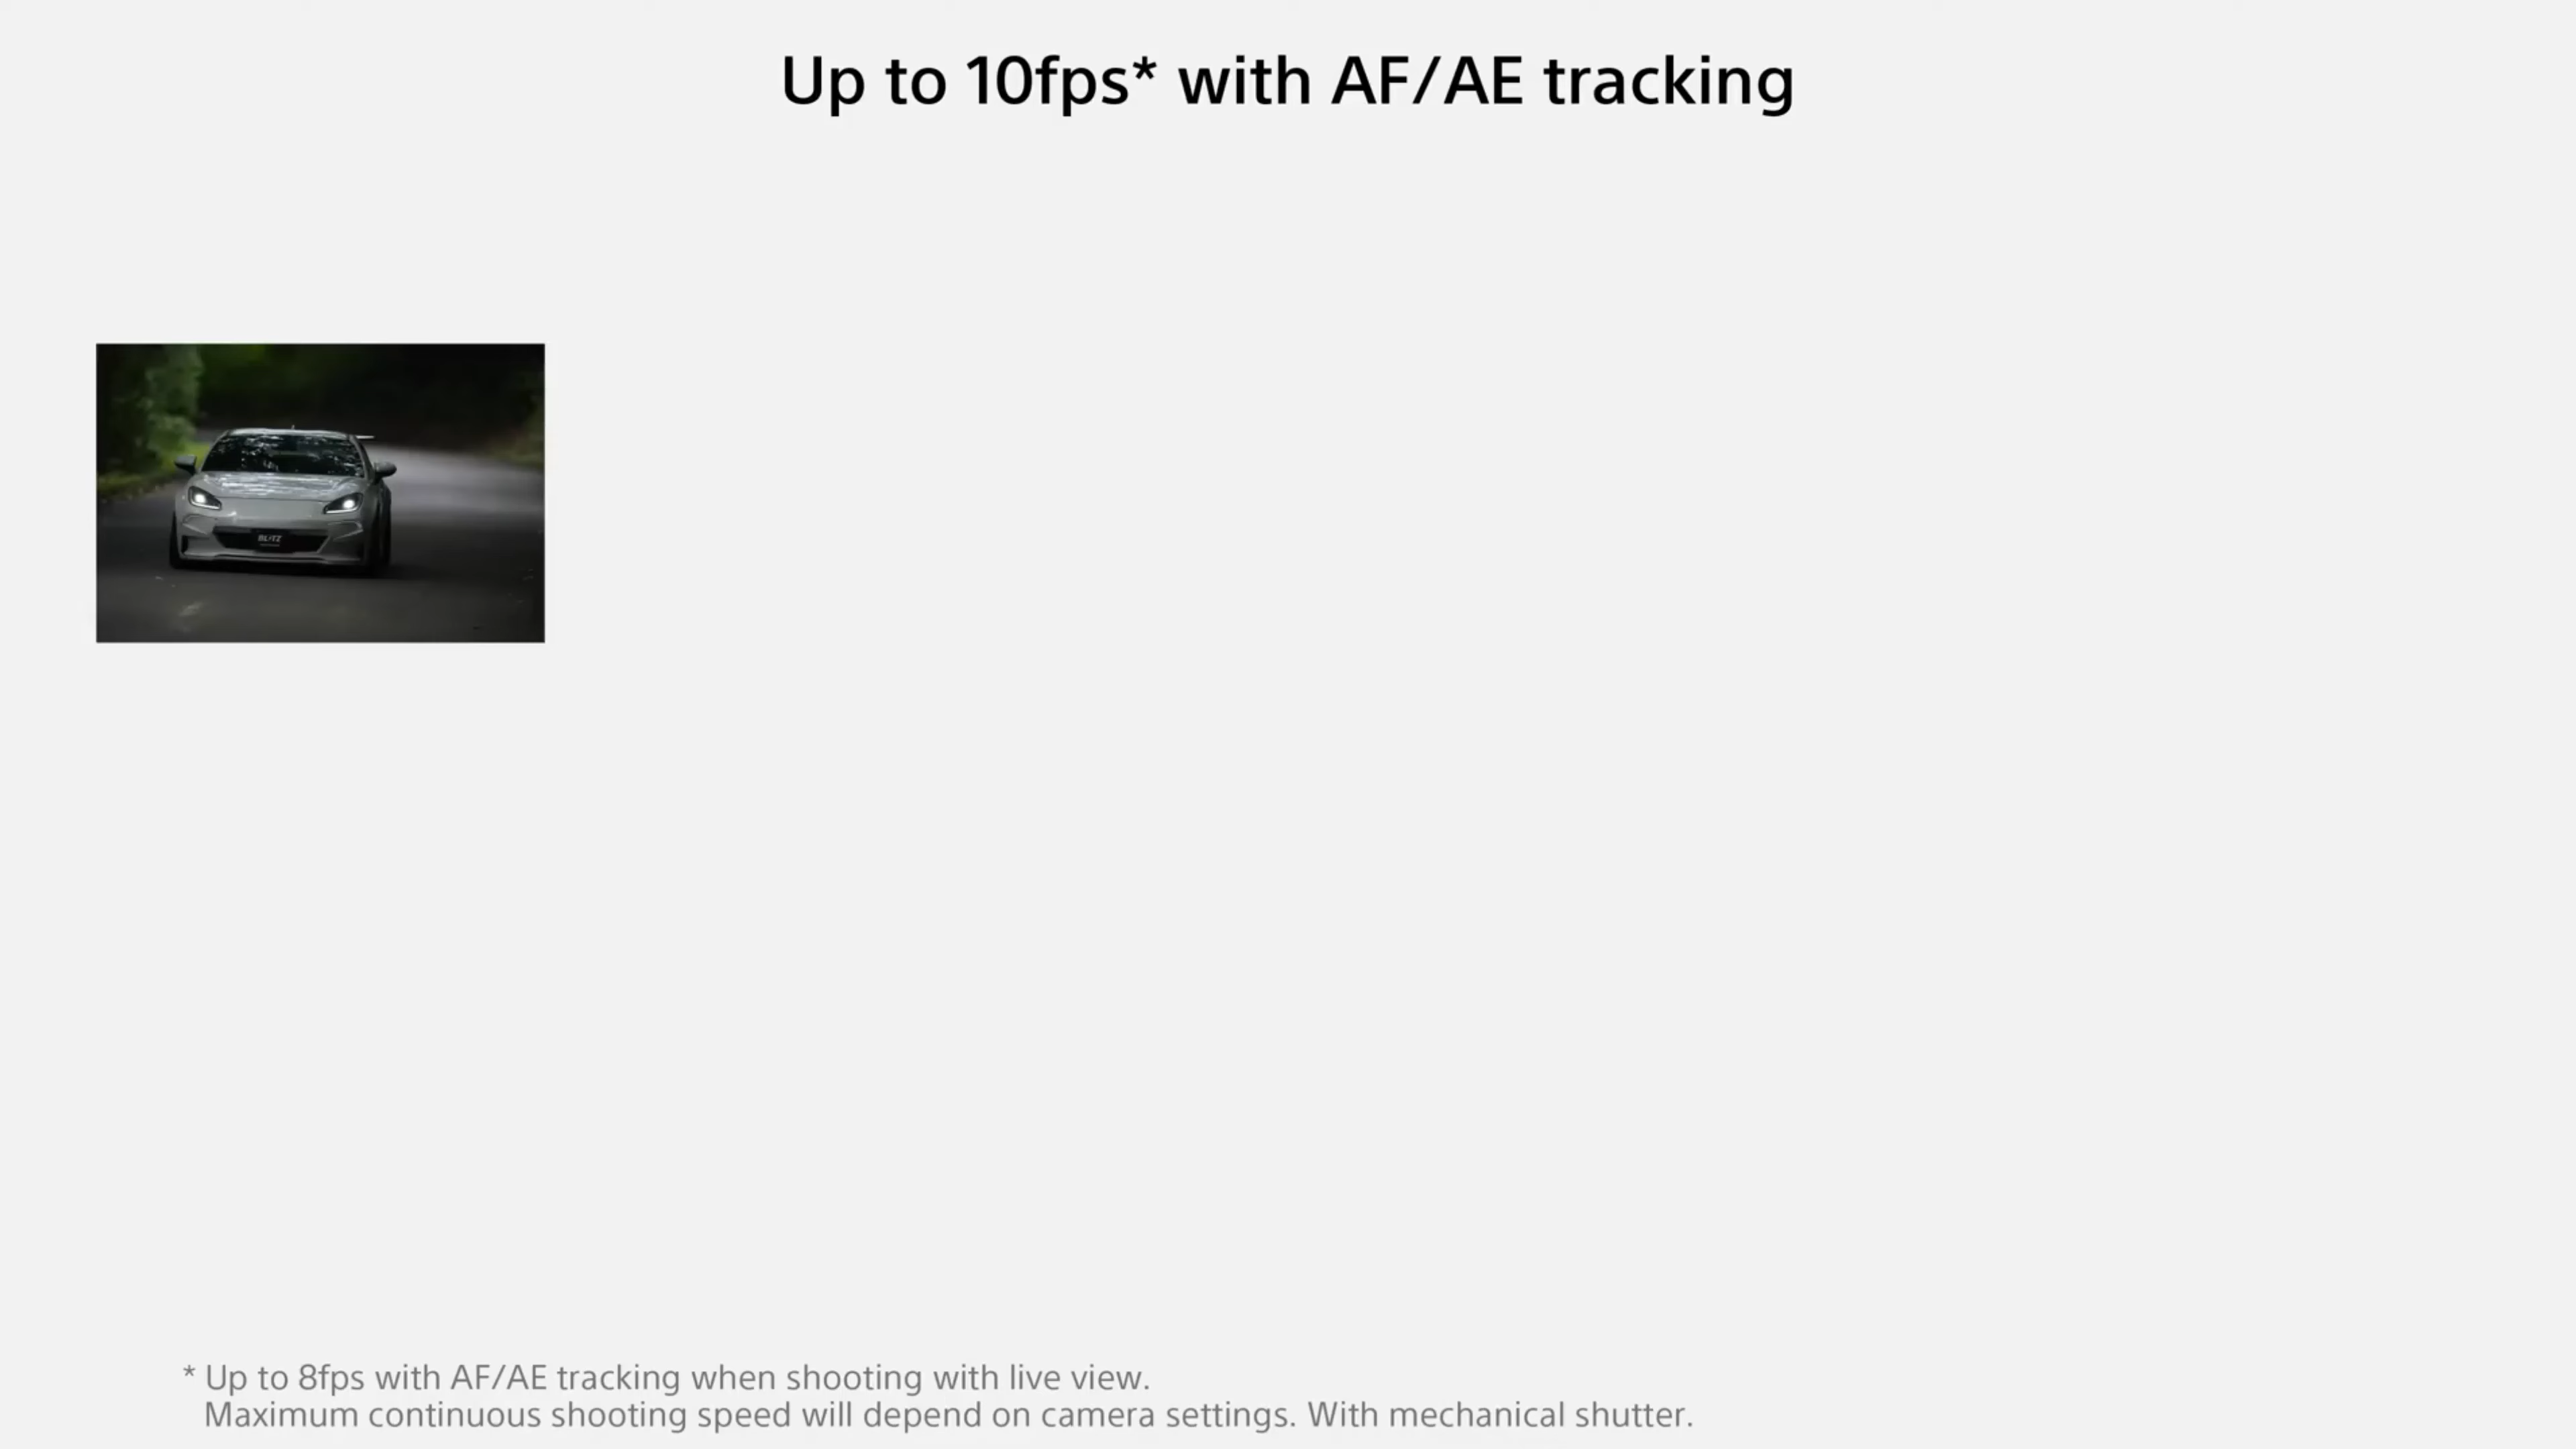 Up to 10fps* with AF/AE tracking
BLITZ
* Up to 8fps with AF/AE tracking when shooting with live view.
Maximum continuous shooting speed will depend on camera settings. With mechanical shutter.